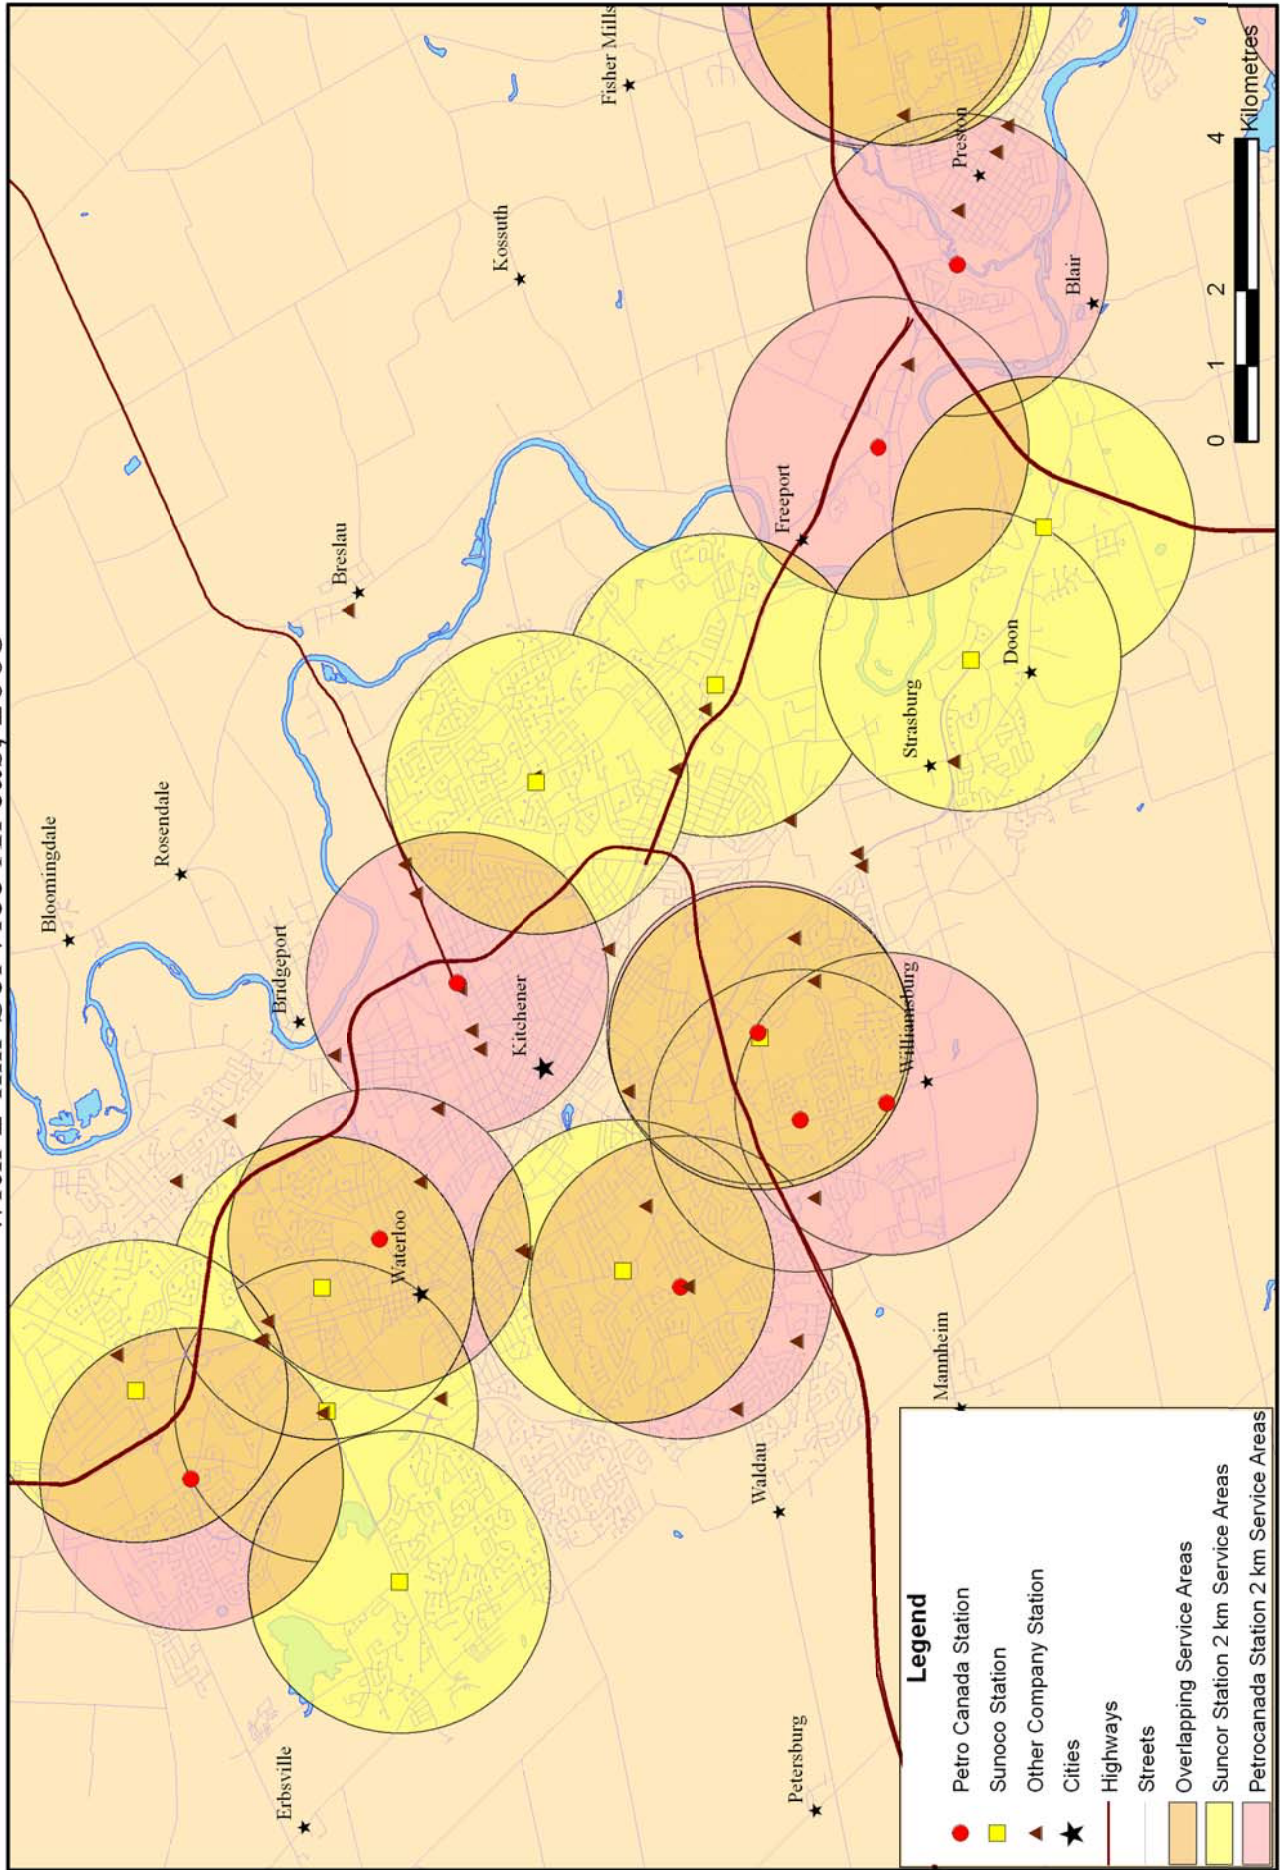 Fisher Mills
Kossuth
Preston
Blair
Breslau
Freeport
Doon
Strasburg
Bloomingdale
Rosendale
Bridgeport
Kitchener
Williamsburg
Waterloo
Mannheim
Waldau
Erbsville
Petersburg
0 1 2 4
Kilometres
Legend
Petro Canada Station
Sunoco Station
Other Company Station
Cities
Highways
Streets
Overlapping Service Areas
Suncor Station 2 km Service Areas
Petrocanada Station 2 km Service Areas